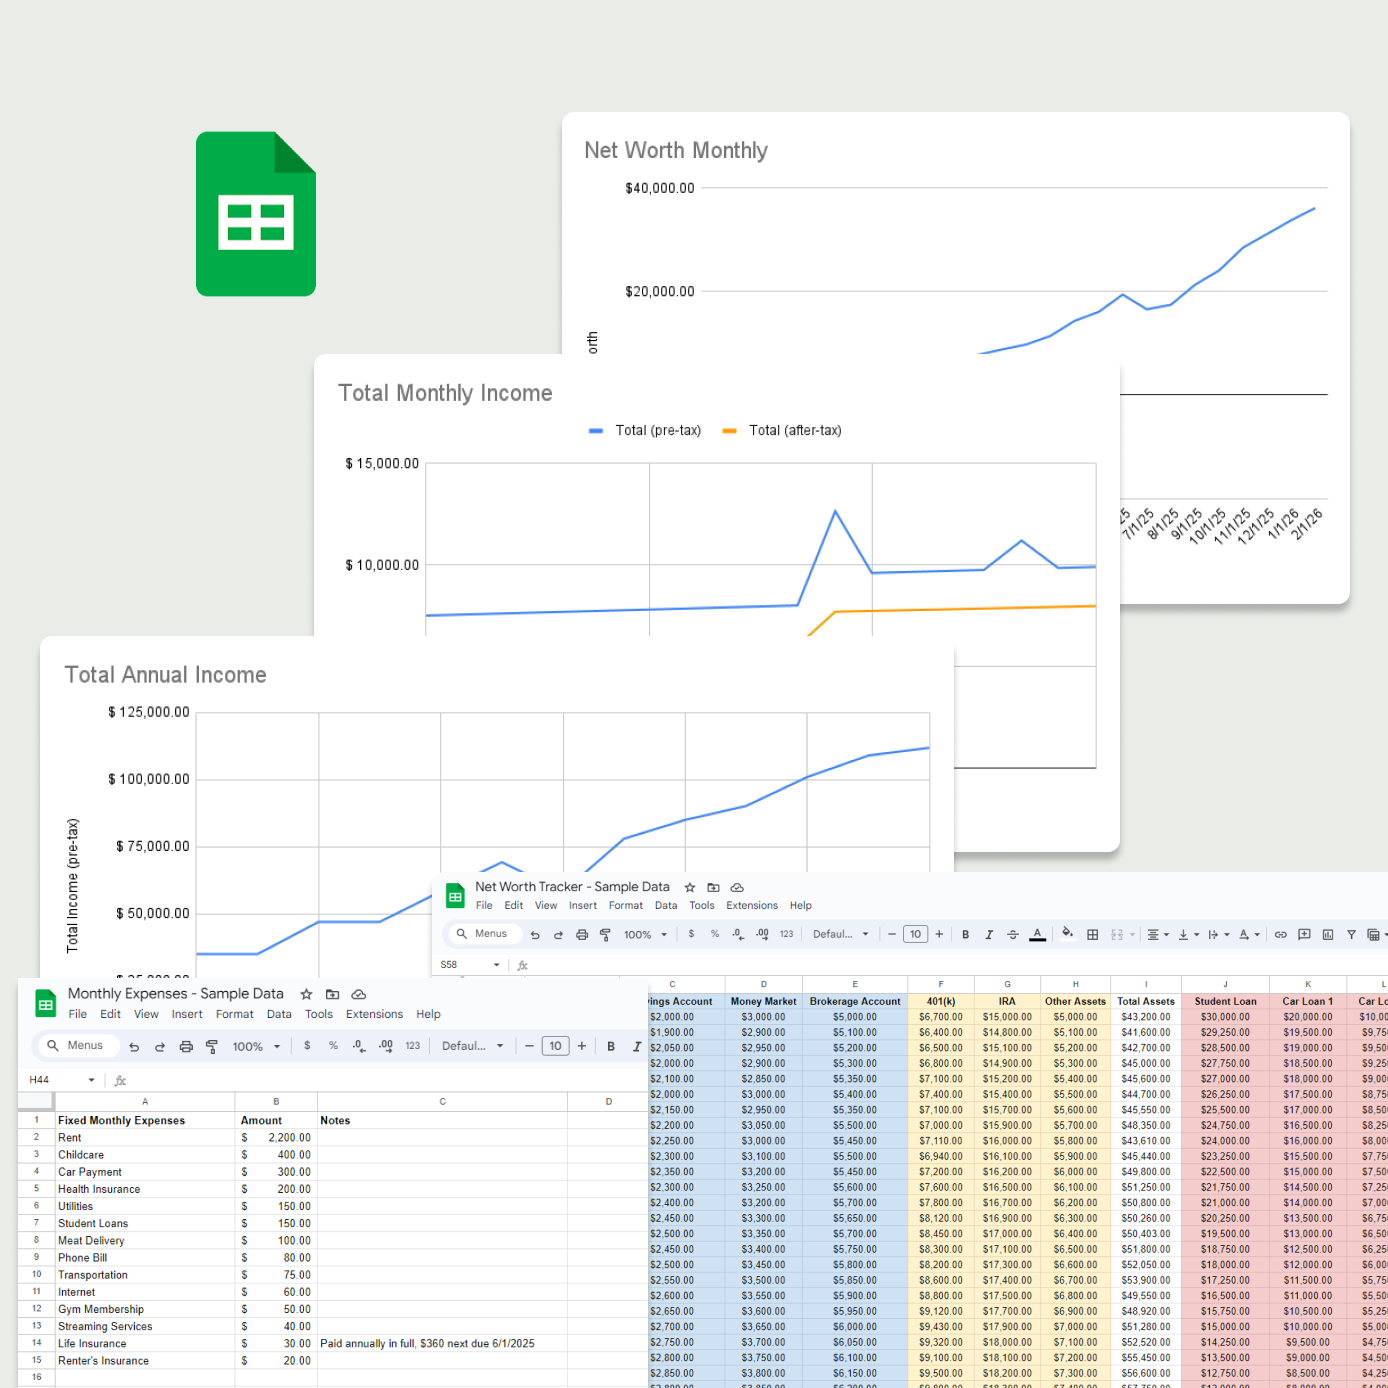 Net Worth Monthly
$40,000.00
$20,000.00
orth
7/1/25
8/1/25
9/1/25
10/1/25
11/1/25
12/1/25
1/1/26
2/1/26
Total Monthly Income
Total (pre-tax) Total (after-tax)
$ 15,000.00
$ 10,000.00
Total Annual Income
$ 125,000.00
$ 100,000.00
$ 75,000.00
$ 50,000.00
Total Income (pre-tax)
Net Worth Tracker - Sample Data
File Edit View Insert Format Data Tools Extensions Help
Menus 100% $ % .0 .00 123 Defaul... 10 B I A
S58 fx
C D E F G H I J K L
ings Account Money Market Brokerage Account 401(k) IRA Other Assets Total Assets Student Loan Car Loan 1 Car Lo
$2,000.00 $3,000.00 $5,000.00 $6,700.00 $15,000.00 $5,000.00 $43,200.00 $30,000.00 $20,000.00 $10,00
$1,900.00 $2,900.00 $5,100.00 $6,400.00 $14,800.00 $5,100.00 $41,600.00 $29,250.00 $19,500.00 $9,75
$2,050.00 $2,950.00 $5,200.00 $6,500.00 $15,100.00 $5,200.00 $42,700.00 $28,500.00 $19,000.00 $9,50
$2,000.00 $2,900.00 $5,300.00 $6,800.00 $14,900.00 $5,300.00 $45,000.00 $27,750.00 $18,500.00 $9,25
$2,100.00 $2,850.00 $5,350.00 $7,100.00 $15,200.00 $5,400.00 $45,600.00 $27,000.00 $18,000.00 $9,00
$2,000.00 $3,000.00 $5,400.00 $7,400.00 $15,400.00 $5,500.00 $44,700.00 $26,250.00 $17,500.00 $8,75
$2,150.00 $2,950.00 $5,350.00 $7,100.00 $15,700.00 $5,600.00 $45,550.00 $25,500.00 $17,000.00 $8,50
$2,200.00 $3,050.00 $5,500.00 $7,000.00 $15,900.00 $5,700.00 $48,350.00 $24,750.00 $16,500.00 $8,25
$2,250.00 $3,000.00 $5,450.00 $7,110.00 $16,000.00 $5,800.00 $43,610.00 $24,000.00 $16,000.00 $8,00
$2,300.00 $3,100.00 $5,500.00 $6,940.00 $16,100.00 $5,900.00 $45,440.00 $23,250.00 $15,500.00 $7,75
$2,350.00 $3,200.00 $5,450.00 $7,200.00 $16,200.00 $6,000.00 $49,800.00 $22,500.00 $15,000.00 $7,50
$2,300.00 $3,250.00 $5,600.00 $7,600.00 $16,500.00 $6,100.00 $51,250.00 $21,750.00 $14,500.00 $7,25
$2,400.00 $3,200.00 $5,700.00 $7,800.00 $16,700.00 $6,200.00 $50,800.00 $21,000.00 $14,000.00 $7,00
$2,450.00 $3,300.00 $5,650.00 $8,120.00 $16,900.00 $6,300.00 $50,260.00 $20,250.00 $13,500.00 $6,75
$2,500.00 $3,350.00 $5,700.00 $8,450.00 $17,000.00 $6,400.00 $50,403.00 $19,500.00 $13,000.00 $6,50
$2,450.00 $3,400.00 $5,750.00 $8,300.00 $17,100.00 $6,500.00 $51,800.00 $18,750.00 $12,500.00 $6,25
$2,500.00 $3,450.00 $5,800.00 $8,200.00 $17,300.00 $6,600.00 $52,050.00 $18,000.00 $12,000.00 $6,00
$2,550.00 $3,500.00 $5,850.00 $8,600.00 $17,400.00 $6,700.00 $53,900.00 $17,250.00 $11,500.00 $5,75
$2,600.00 $3,550.00 $5,900.00 $8,800.00 $17,500.00 $6,800.00 $49,550.00 $16,500.00 $11,000.00 $5,50
$2,650.00 $3,600.00 $5,950.00 $9,120.00 $17,700.00 $6,900.00 $48,920.00 $15,750.00 $10,500.00 $5,25
$2,700.00 $3,650.00 $6,000.00 $9,430.00 $17,900.00 $7,000.00 $51,280.00 $15,000.00 $10,000.00 $5,00
$2,750.00 $3,700.00 $6,050.00 $9,320.00 $18,000.00 $7,100.00 $52,520.00 $14,250.00 $9,500.00 $4,75
$2,800.00 $3,750.00 $6,100.00 $9,100.00 $18,100.00 $7,200.00 $55,450.00 $13,500.00 $9,000.00 $4,50
$2,850.00 $3,800.00 $6,150.00 $9,500.00 $18,200.00 $7,300.00 $56,600.00 $12,750.00 $8,500.00 $4,25
Monthly Expenses - Sample Data
File Edit View Insert Format Data Tools Extensions Help
Menus 100% $ % .0 .00 123 Defaul... 10 B I
H44 fx
A B C D
1 Fixed Monthly Expenses Amount Notes
2 Rent $ 2,200.00
3 Childcare $ 400.00
4 Car Payment $ 300.00
5 Health Insurance $ 200.00
6 Utilities $ 150.00
7 Student Loans $ 150.00
8 Meat Delivery $ 100.00
9 Phone Bill $ 80.00
10 Transportation $ 75.00
11 Internet $ 60.00
12 Gym Membership $ 50.00
13 Streaming Services $ 40.00
14 Life Insurance $ 30.00 Paid annually in full, $360 next due 6/1/2025
15 Renter's Insurance $ 20.00
16